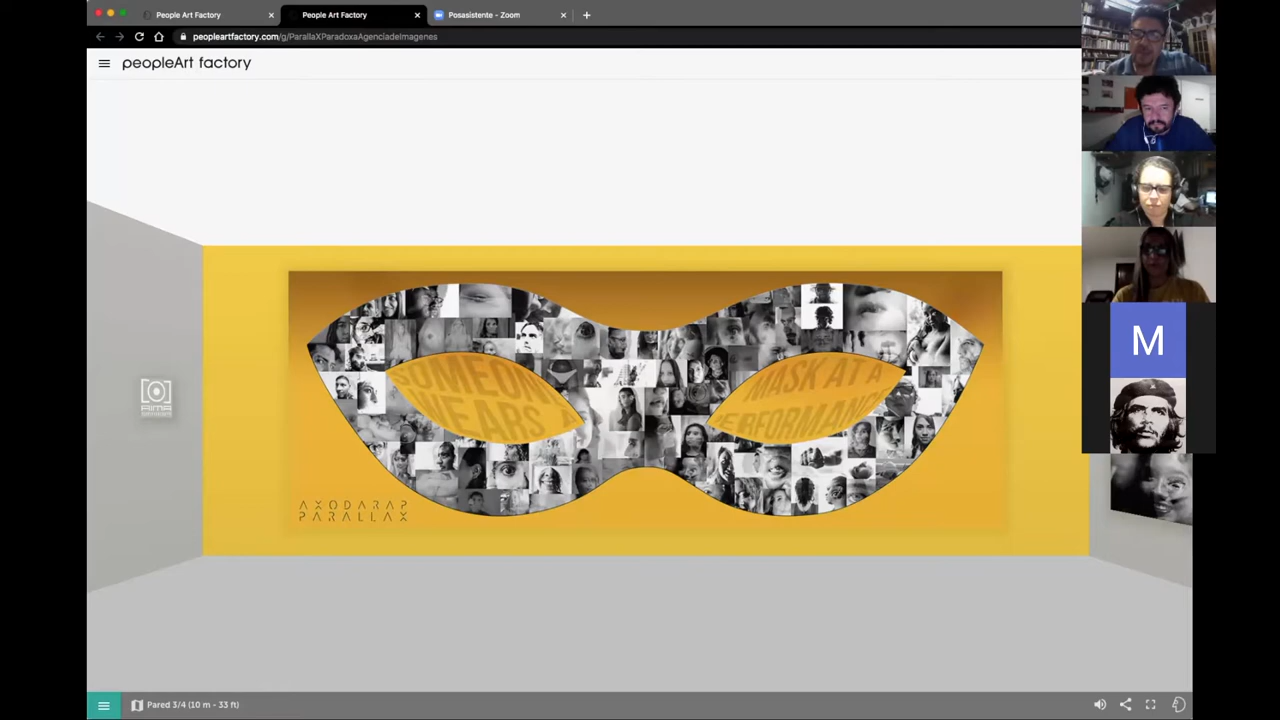 People Art Factory
People Art Factory
Posasistente - Zoom
peopleartfactory.com/g/ParallaXParadoxaAgenciadeImagenes
peopleArt factory
SOMEONE
WEARS A
MASK AT A
PERFORMANCE
AXODARAP
PARALLAX
M
Pared 3/4 (10 m - 33 ft)